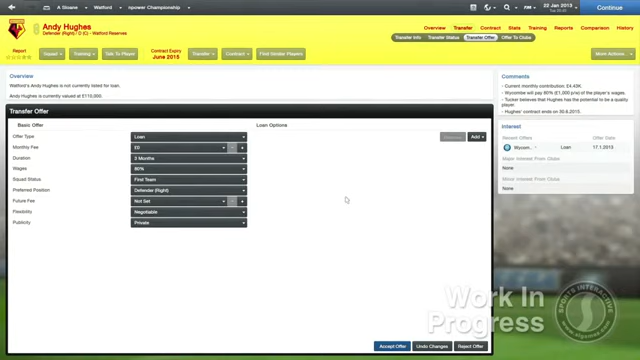 A Sloane
Watford
npower Championship
FM
22 Jan 2013
Continue
Andy Hughes
Defender (Right) / D (C) - Watford Reserves
Overview
Transfer
Contract
Stats
Training
Reports
Comparison
History
Transfer Info
Transfer Status
Transfer Offer
Offer To Clubs
Report
Contract Expiry
June 2015
Squad
Training
Talk To Player
Transfer
Contract
Find Similar Players
More Actions...
Overview
Watford's Andy Hughes is not currently listed for loan.
Andy Hughes is currently valued at £110,000.
Transfer Offer
Basic Offer
Loan Options
Offer Type
Loan
Add
Monthly Fee
£0
Duration
3 Months
Wages
80%
Squad Status
First Team
Preferred Position
Defender (Right)
Future Fee
Not Set
Flexibility
Negotiable
Publicity
Private
Accept Offer
Undo Changes
Reject Offer
Comments
• Current monthly contribution: £4.43K
• Wycombe will pay 80% (£1,000 p/w) of the player's wages.
• Tucker believes that Hughes has the potential to be a quality player.
• Hughes' contract ends on 30.6.2015.
Interest
Recent Offers
Offer Date
Wycom...
Loan
17.1.2013
Major Interest From Clubs
None
Minor Interest From Clubs
None
Work In
Progress
SPORTS INTERACTIVE